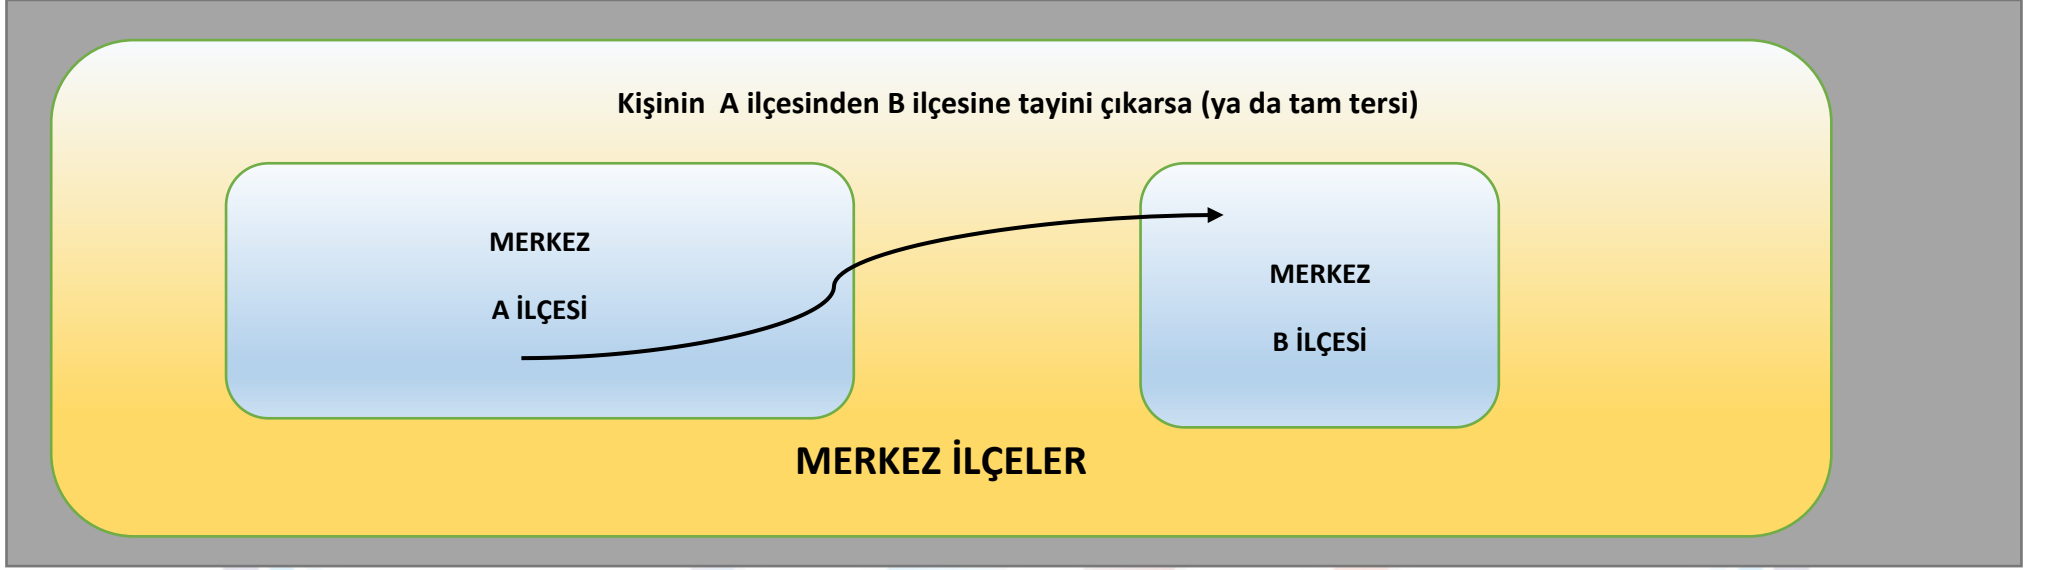 Kişinin  A ilçesinden B ilçesine tayini çıkarsa (ya da tam tersi)
MERKEZ
A İLÇESİ
MERKEZ
B İLÇESİ
MERKEZ İLÇELER